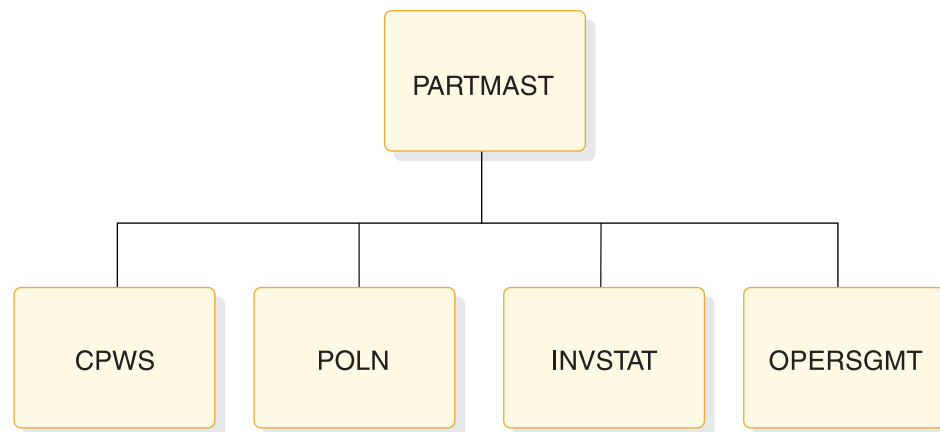 PARTMAST
CPWS
POLN
INVSTAT
OPERSGMT